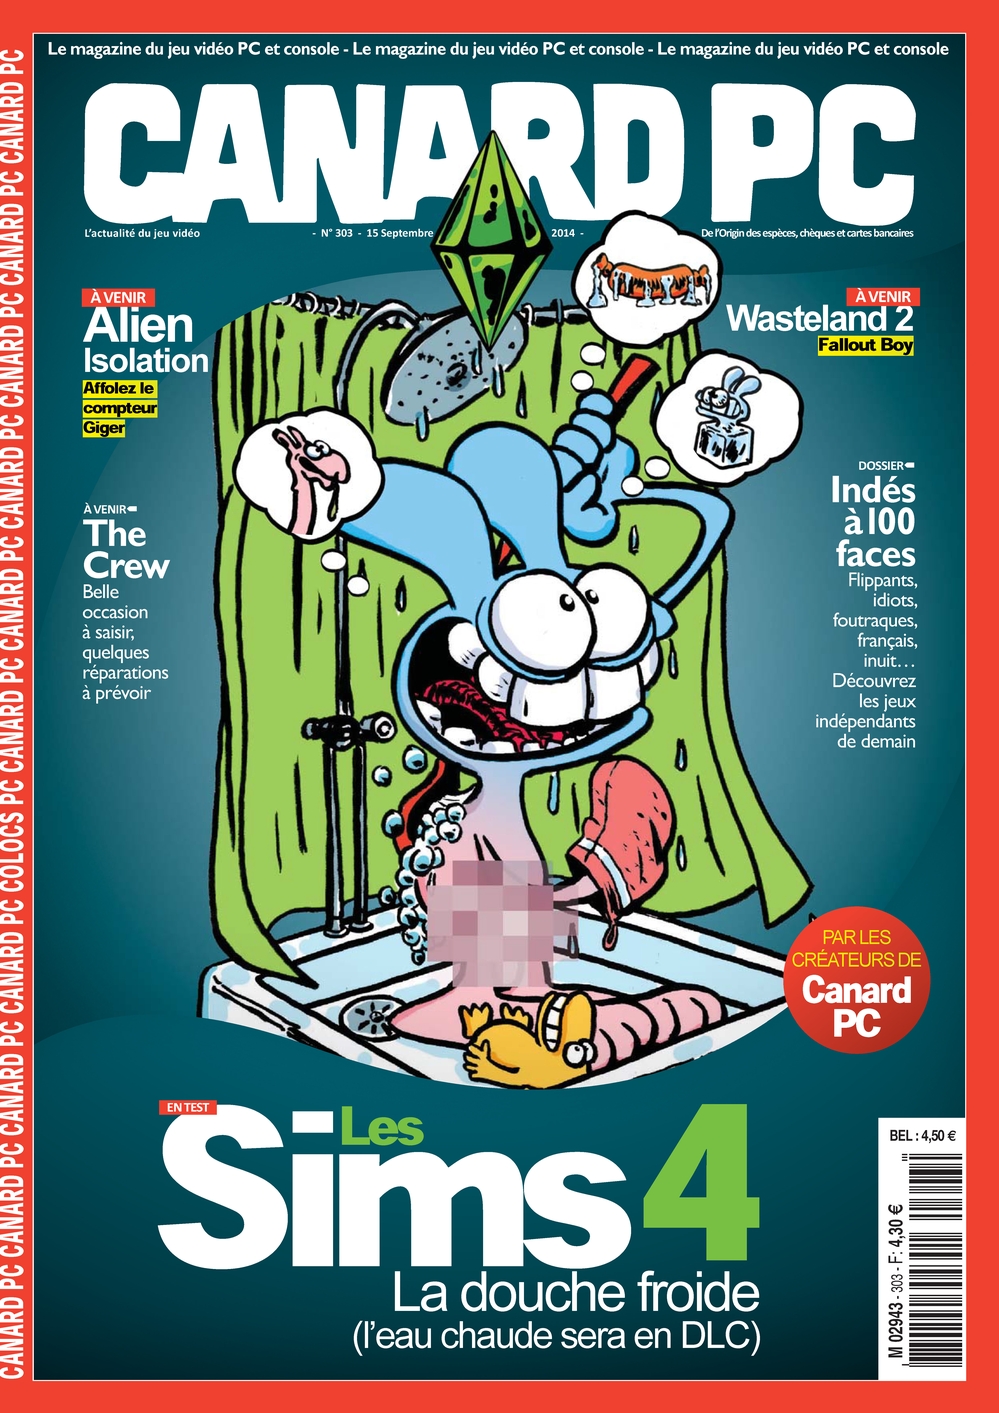 Le magazine du jeu vidéo PC et console - Le magazine du jeu vidéo PC et console - Le magazine du jeu vidéo PC et console
CANARD PC
L'actualité du jeu vidéo - N° 303 - 15 Septembre 2014 - De l'Origin des espèces, chèques et cartes bancaires
À VENIR
Alien
Isolation
Affolez le
compteur
Giger
À VENIR
Wasteland 2
Fallout Boy
À VENIR
The
Crew
Belle
occasion
à saisir,
quelques
réparations
à prévoir
DOSSIER
Indés
à 100
faces
Flippants,
idiots,
foutraques,
français,
inuit...
Découvrez
les jeux
indépendants
de demain
PAR LES
CRÉATEURS DE
Canard
PC
EN TEST
Les
Sims 4
La douche froide
(l'eau chaude sera en DLC)
BEL : 4,50 €
M 02943 - 303 - F: 4,30 €
CANARD PC CANARD PC CANARD PC CANARD PC CANARD PC COLOCS PC CANARD PC CANARD PC CANARD PC CANARD PC CANARD PC CANARD PC